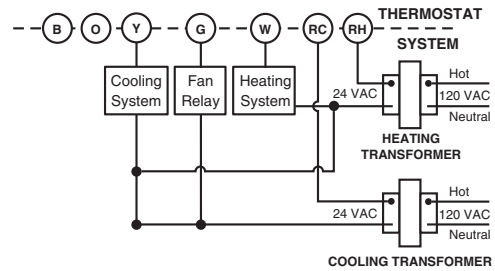 THERMOSTAT
B O Y G W RC RH
SYSTEM
Cooling
System
Fan
Relay
Heating
System
24 VAC
Hot
120 VAC
Neutral
HEATING
TRANSFORMER
24 VAC
Hot
120 VAC
Neutral
COOLING TRANSFORMER